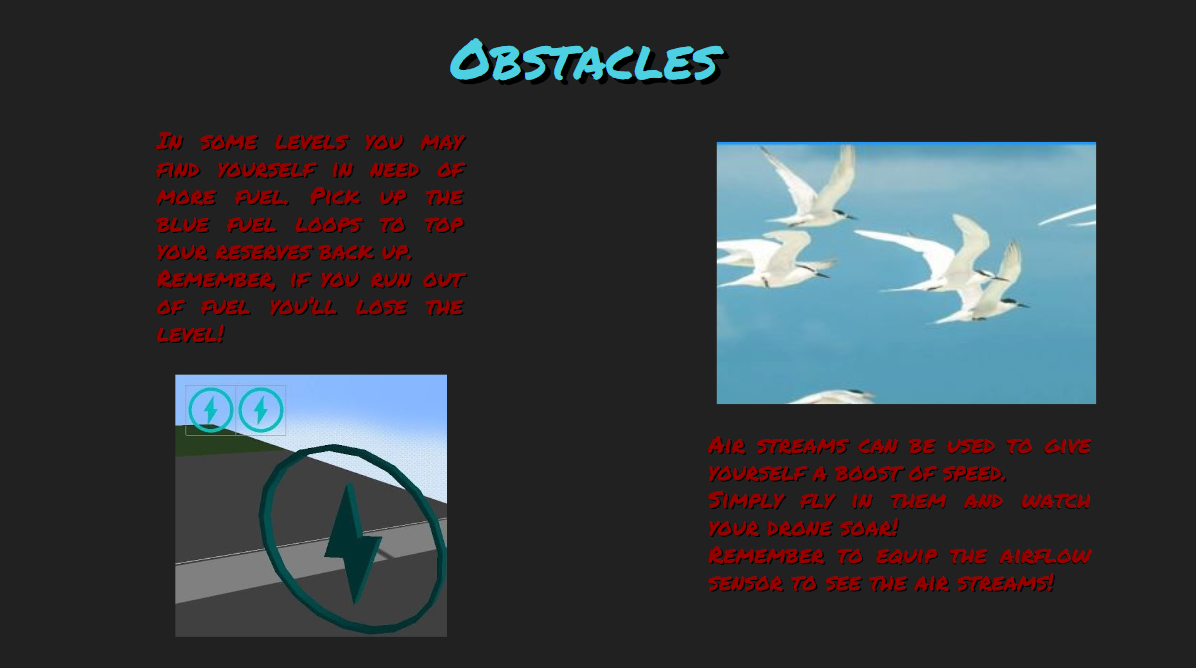 Obstacles
In some levels you may
find yourself in need of
more fuel. Pick up the
blue fuel loops to top
your reserves back up.
Remember, if you run out
of fuel you'll lose the
level!
Air streams can be used to give
yourself a boost of speed.
Simply fly in them and watch
your drone soar!
Remember to equip the airflow
sensor to see the air streams!